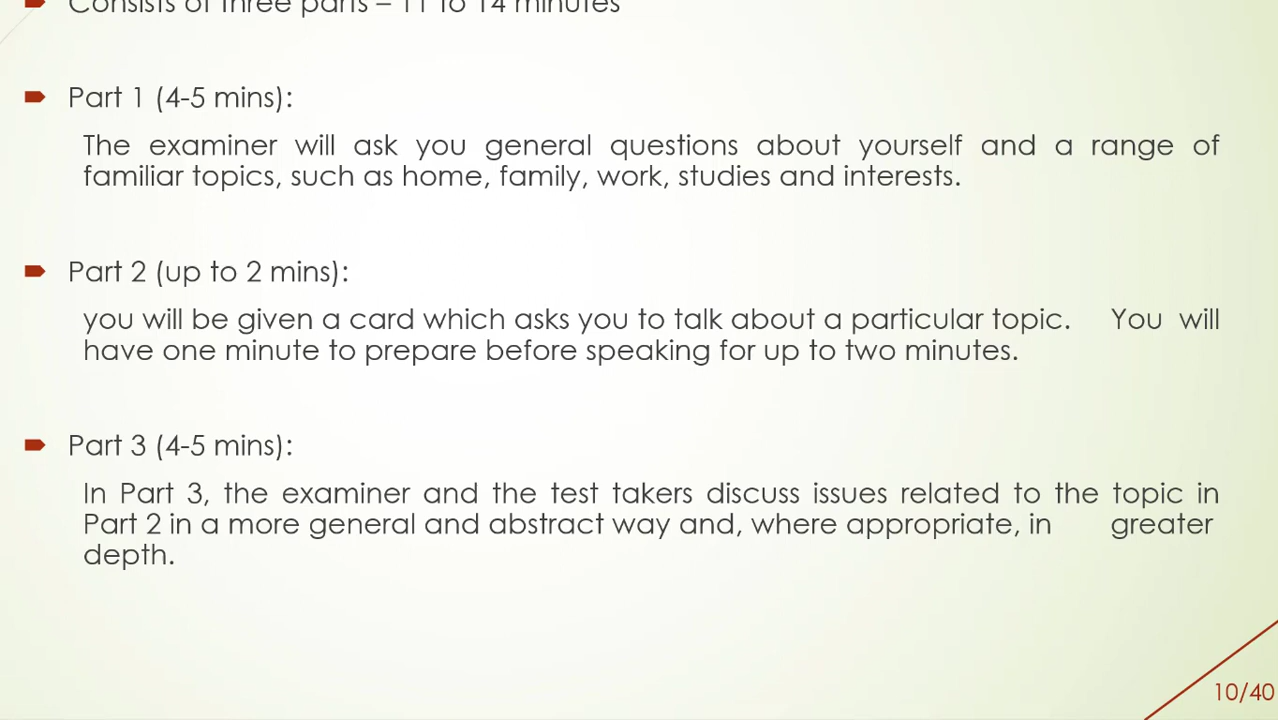 Consists of three parts – 11 to 14 minutes
Part 1 (4-5 mins):
The examiner will ask you general questions about yourself and a range of
familiar topics, such as home, family, work, studies and interests.
Part 2 (up to 2 mins):
you will be given a card which asks you to talk about a particular topic. You will
have one minute to prepare before speaking for up to two minutes.
Part 3 (4-5 mins):
In Part 3, the examiner and the test takers discuss issues related to the topic in
Part 2 in a more general and abstract way and, where appropriate, in greater
depth.
10/40